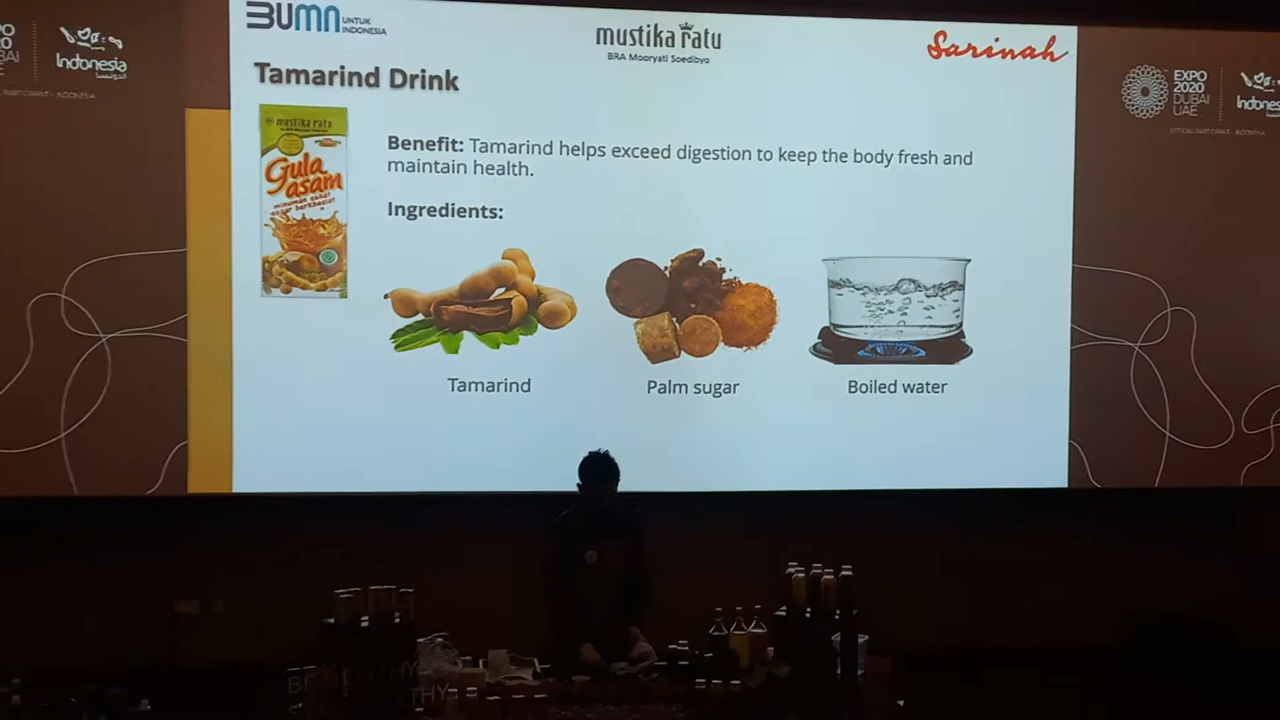 BUMN UNTUK
INDONESIA
mustika ratu
BRA Mooryati Soedibyo
Sarinah
Indonesia
اندونيسيا
EXPO
2020
DUBAI
UAE
Tamarind Drink
mustika ratu
Gula
asam
Benefit: Tamarind helps exceed digestion to keep the body fresh and
maintain health.
Ingredients:
Tamarind
Palm sugar
Boiled water